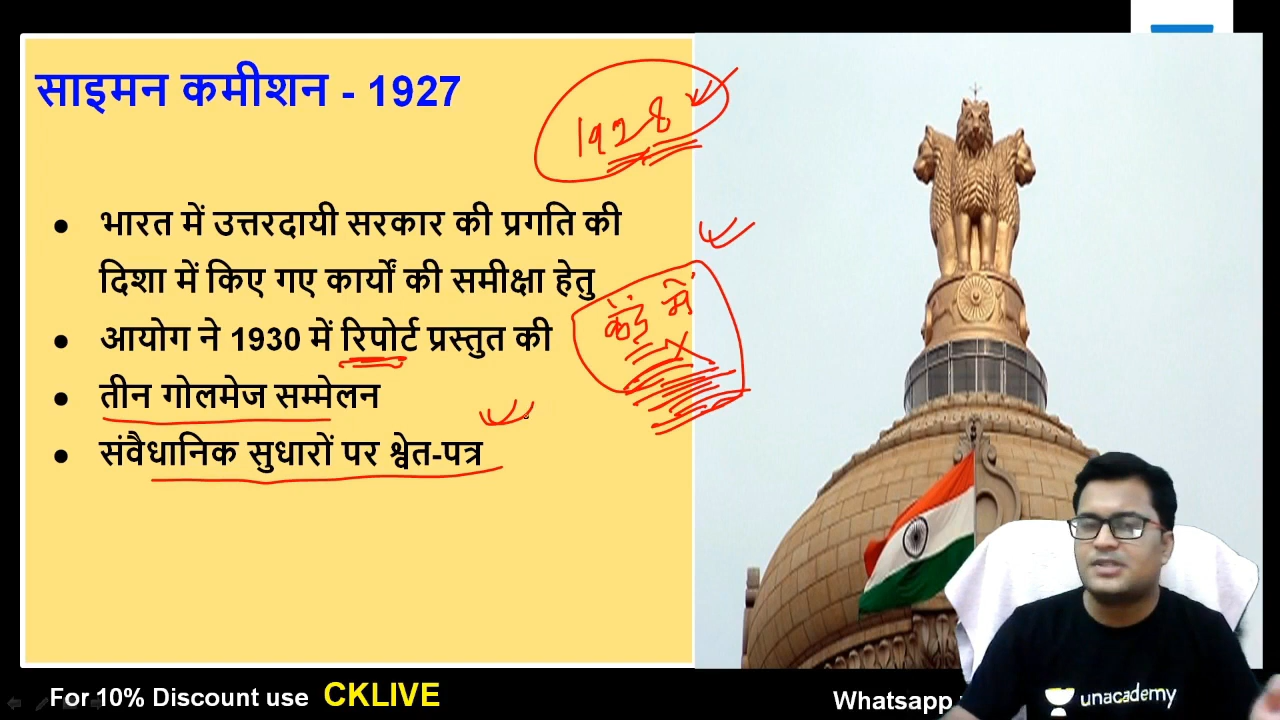 साइमन कमीशन - 1927
1928
● भारत में उत्तरदायी सरकार की प्रगति की
दिशा में किए गए कार्यों की समीक्षा हेतु
● आयोग ने 1930 में रिपोर्ट प्रस्तुत की
● तीन गोलमेज सम्मेलन
● संवैधानिक सुधारों पर श्वेत-पत्र
में
unacademy
For 10% Discount use CKLIVE
Whatsapp